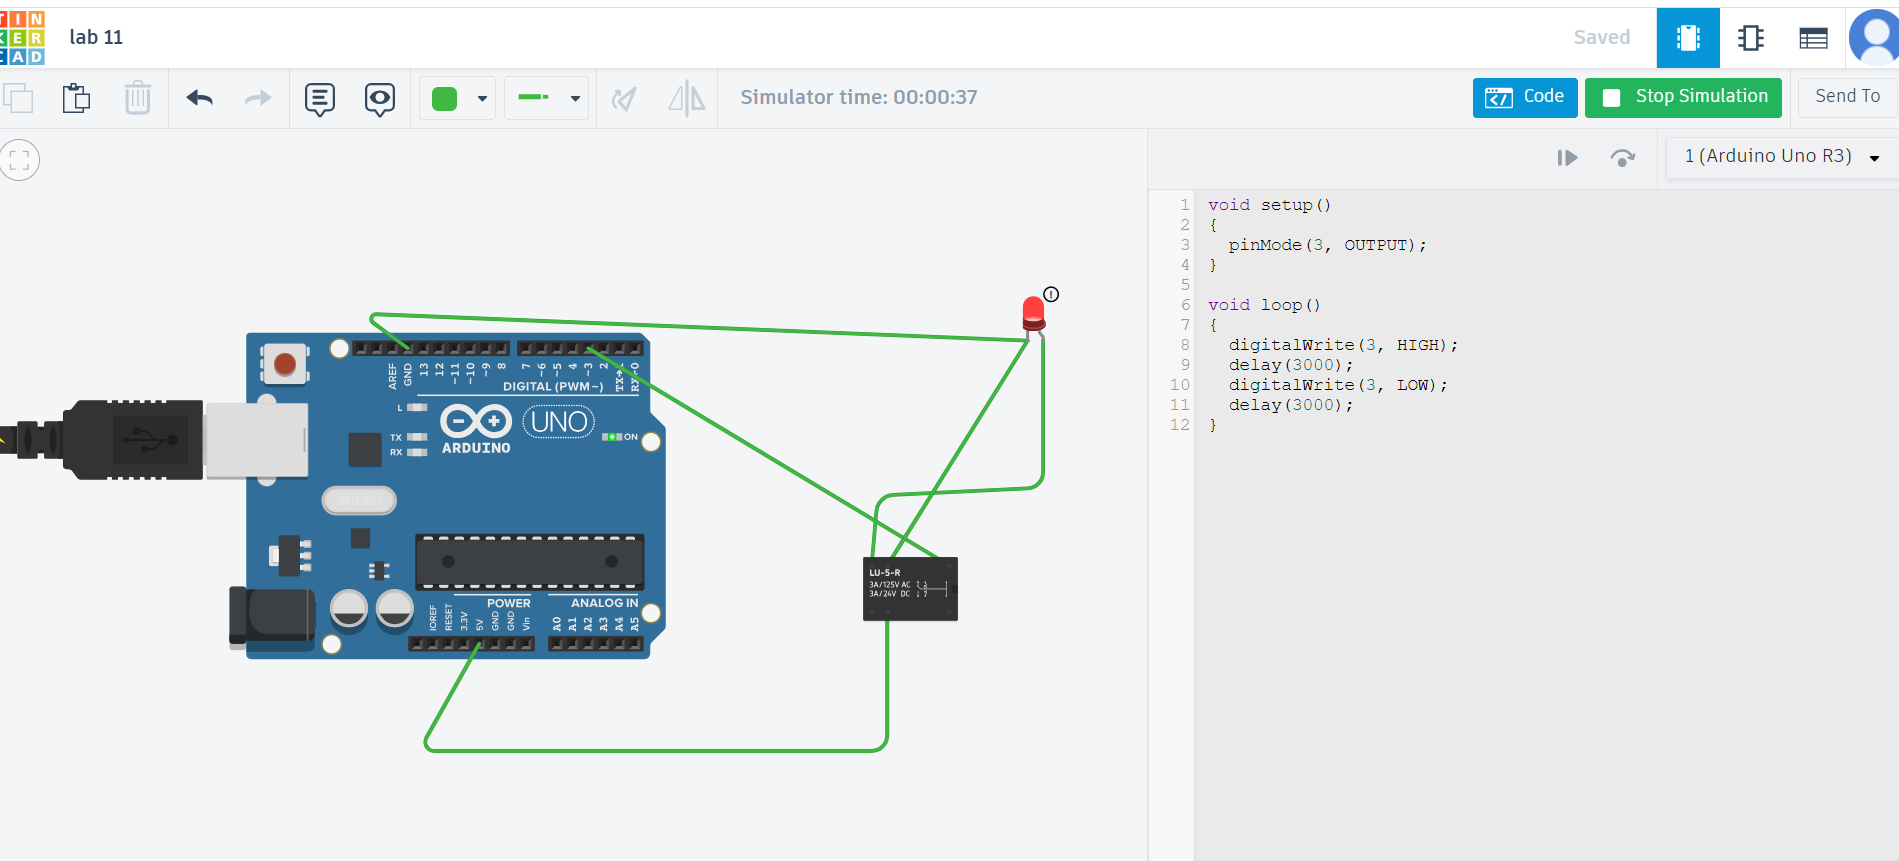 TIN
KER
CAD
lab 11
Saved
Simulator time: 00:00:37
Code
Stop Simulation
Send To
1 (Arduino Uno R3)
1 void setup()
2 {
3 pinMode(3, OUTPUT);
4 }
5
6 void loop()
7 {
8 digitalWrite(3, HIGH);
9 delay(3000);
10 digitalWrite(3, LOW);
11 delay(3000);
12 }
AREF
GND
13
12
~11
~10
~9
8
7
~6
~5
4
~3
2
DIGITAL (PWM~)
L
TX
RX
UNO
ARDUINO
ON
POWER
ANALOG IN
IOREF
RESET
3.3V
5V
GND
GND
Vin
A0
A1
A2
A3
A4
A5
LU-5-R
3A/125V AC
3A/24V DC